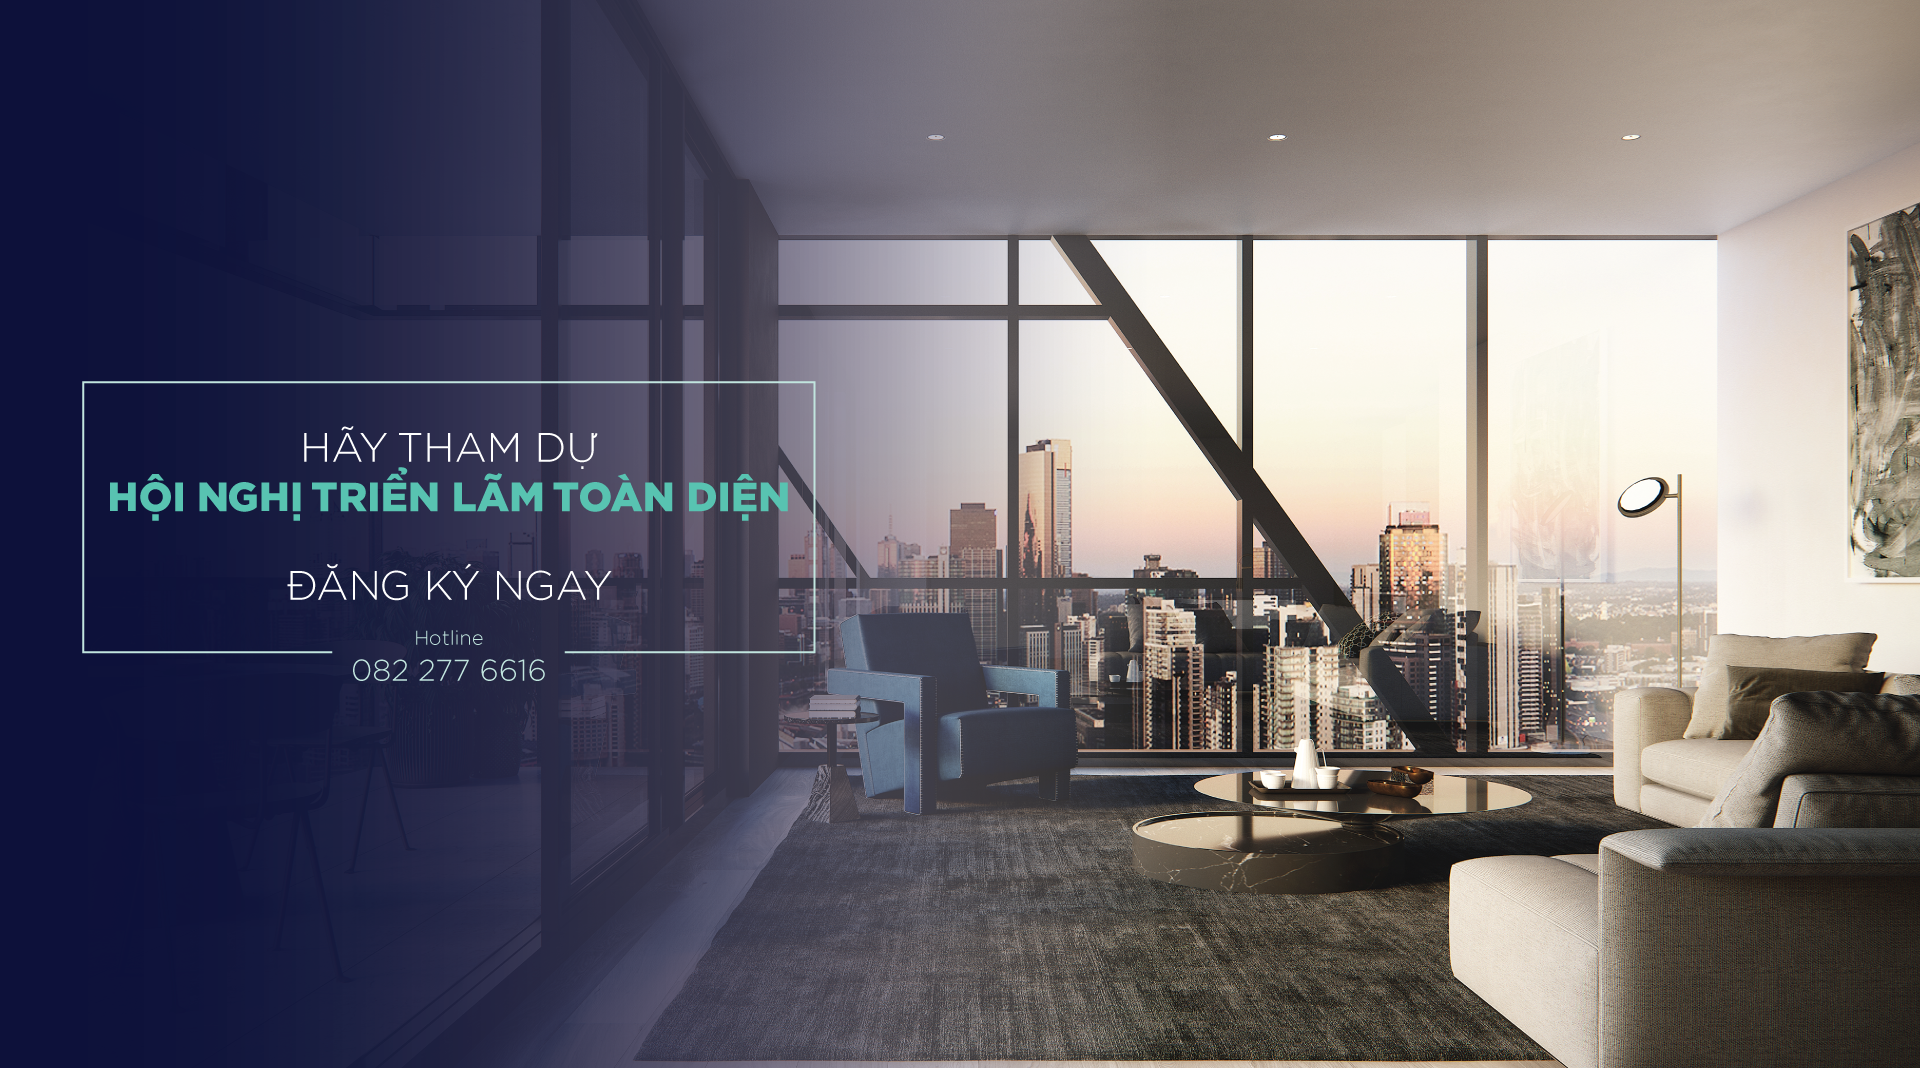 HÃY THAM DỰ
HỘI NGHỊ TRIỂN LÃM TOÀN DIỆN
ĐĂNG KÝ NGAY
Hotline
082 277 6616